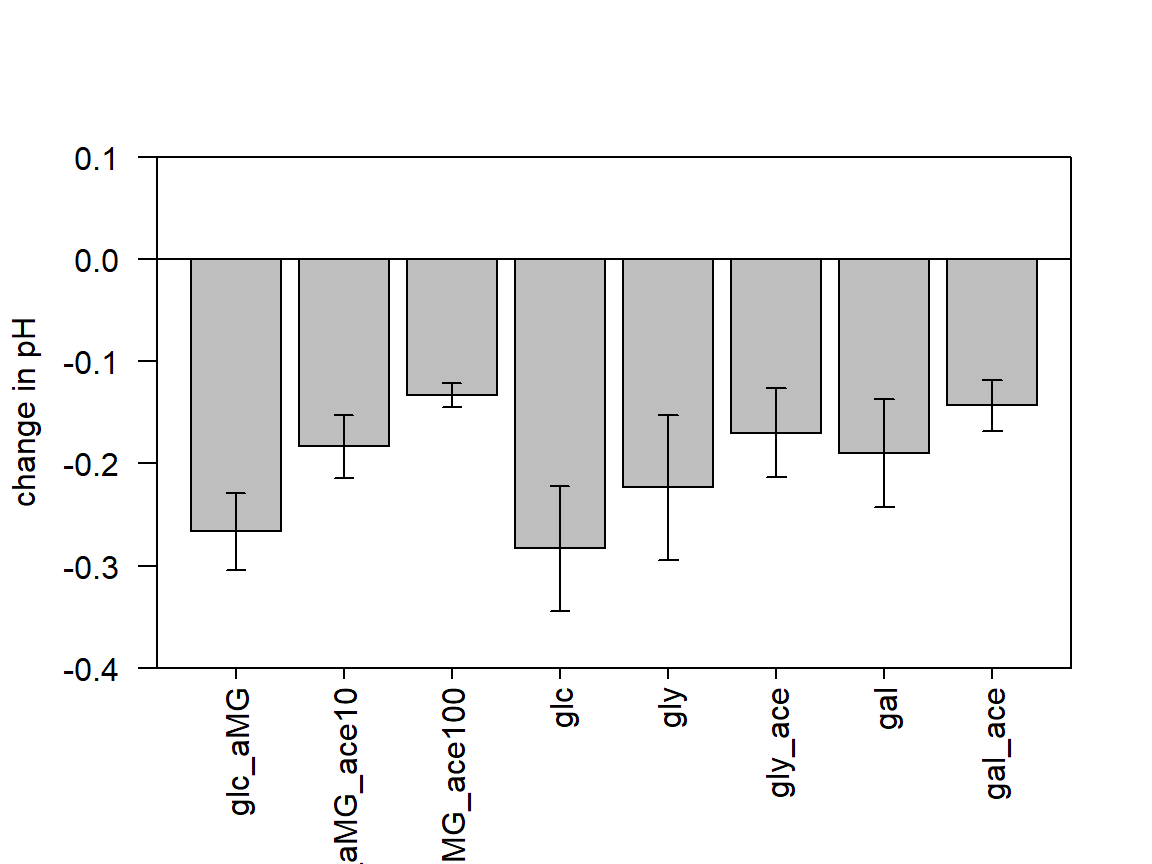 0.1
0.0
-0.1
-0.2
-0.3
-0.4
change in pH
glc_aMG
_aMG_ace10
MG_ace100
glc
gly
gly_ace
gal
gal_ace